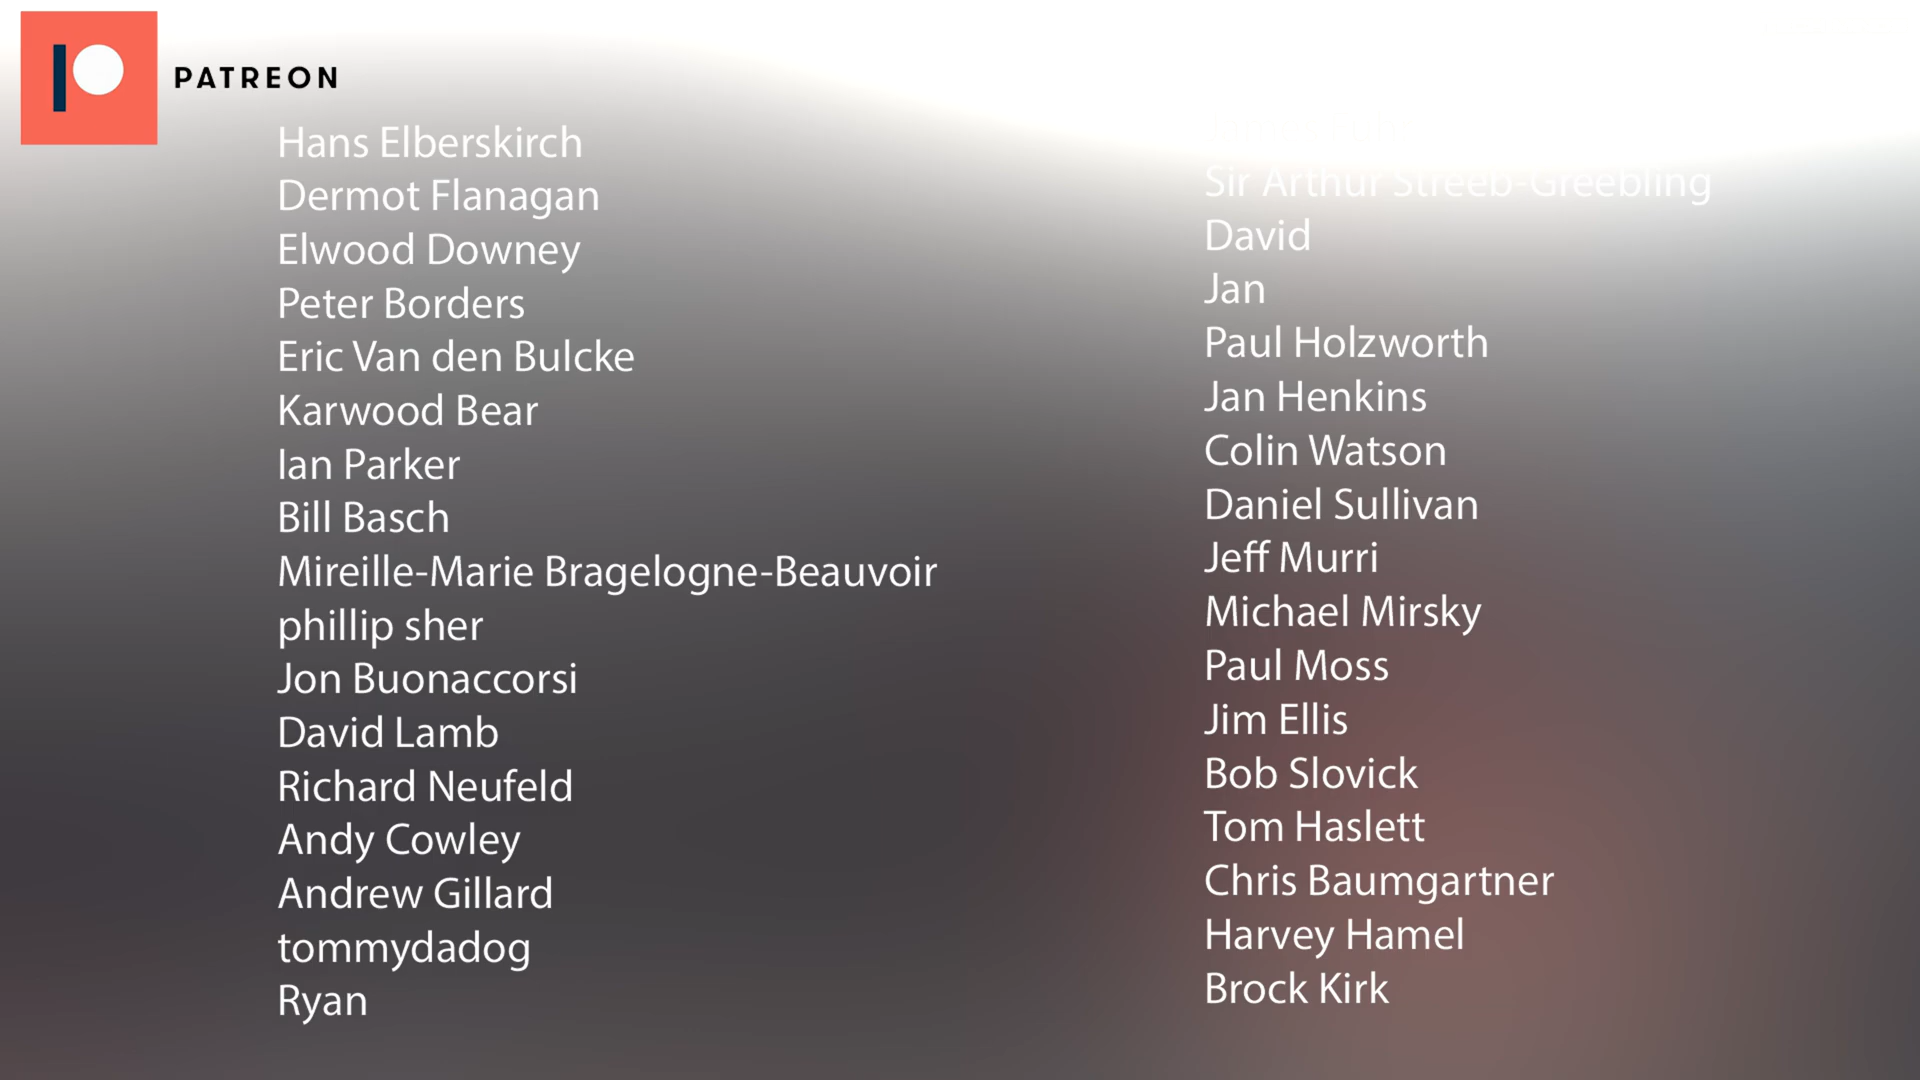 PATREON
Hans Elberskirch
Dermot Flanagan
Elwood Downey
Peter Borders
Eric Van den Bulcke
Karwood Bear
Ian Parker
Bill Basch
Mireille-Marie Bragelogne-Beauvoir
phillip sher
Jon Buonaccorsi
David Lamb
Richard Neufeld
Andy Cowley
Andrew Gillard
tommydadog
Ryan
Sir Arthur Streeb-Greebling
David
Jan
Paul Holzworth
Jan Henkins
Colin Watson
Daniel Sullivan
Jeff Murri
Michael Mirsky
Paul Moss
Jim Ellis
Bob Slovick
Tom Haslett
Chris Baumgartner
Harvey Hamel
Brock Kirk